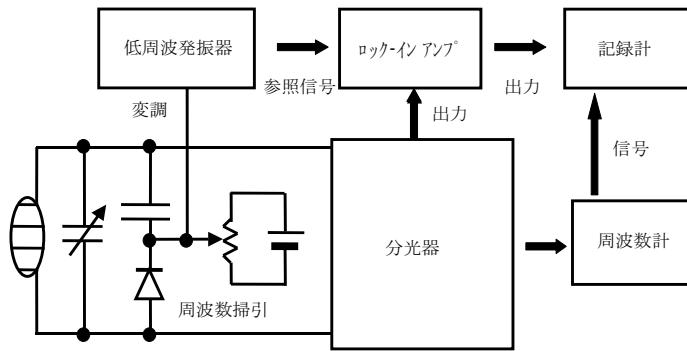 低周波発振器
参照信号
ロック-イン アンプ
出力
記録計
変調
出力
信号
分光器
周波数計
周波数掃引